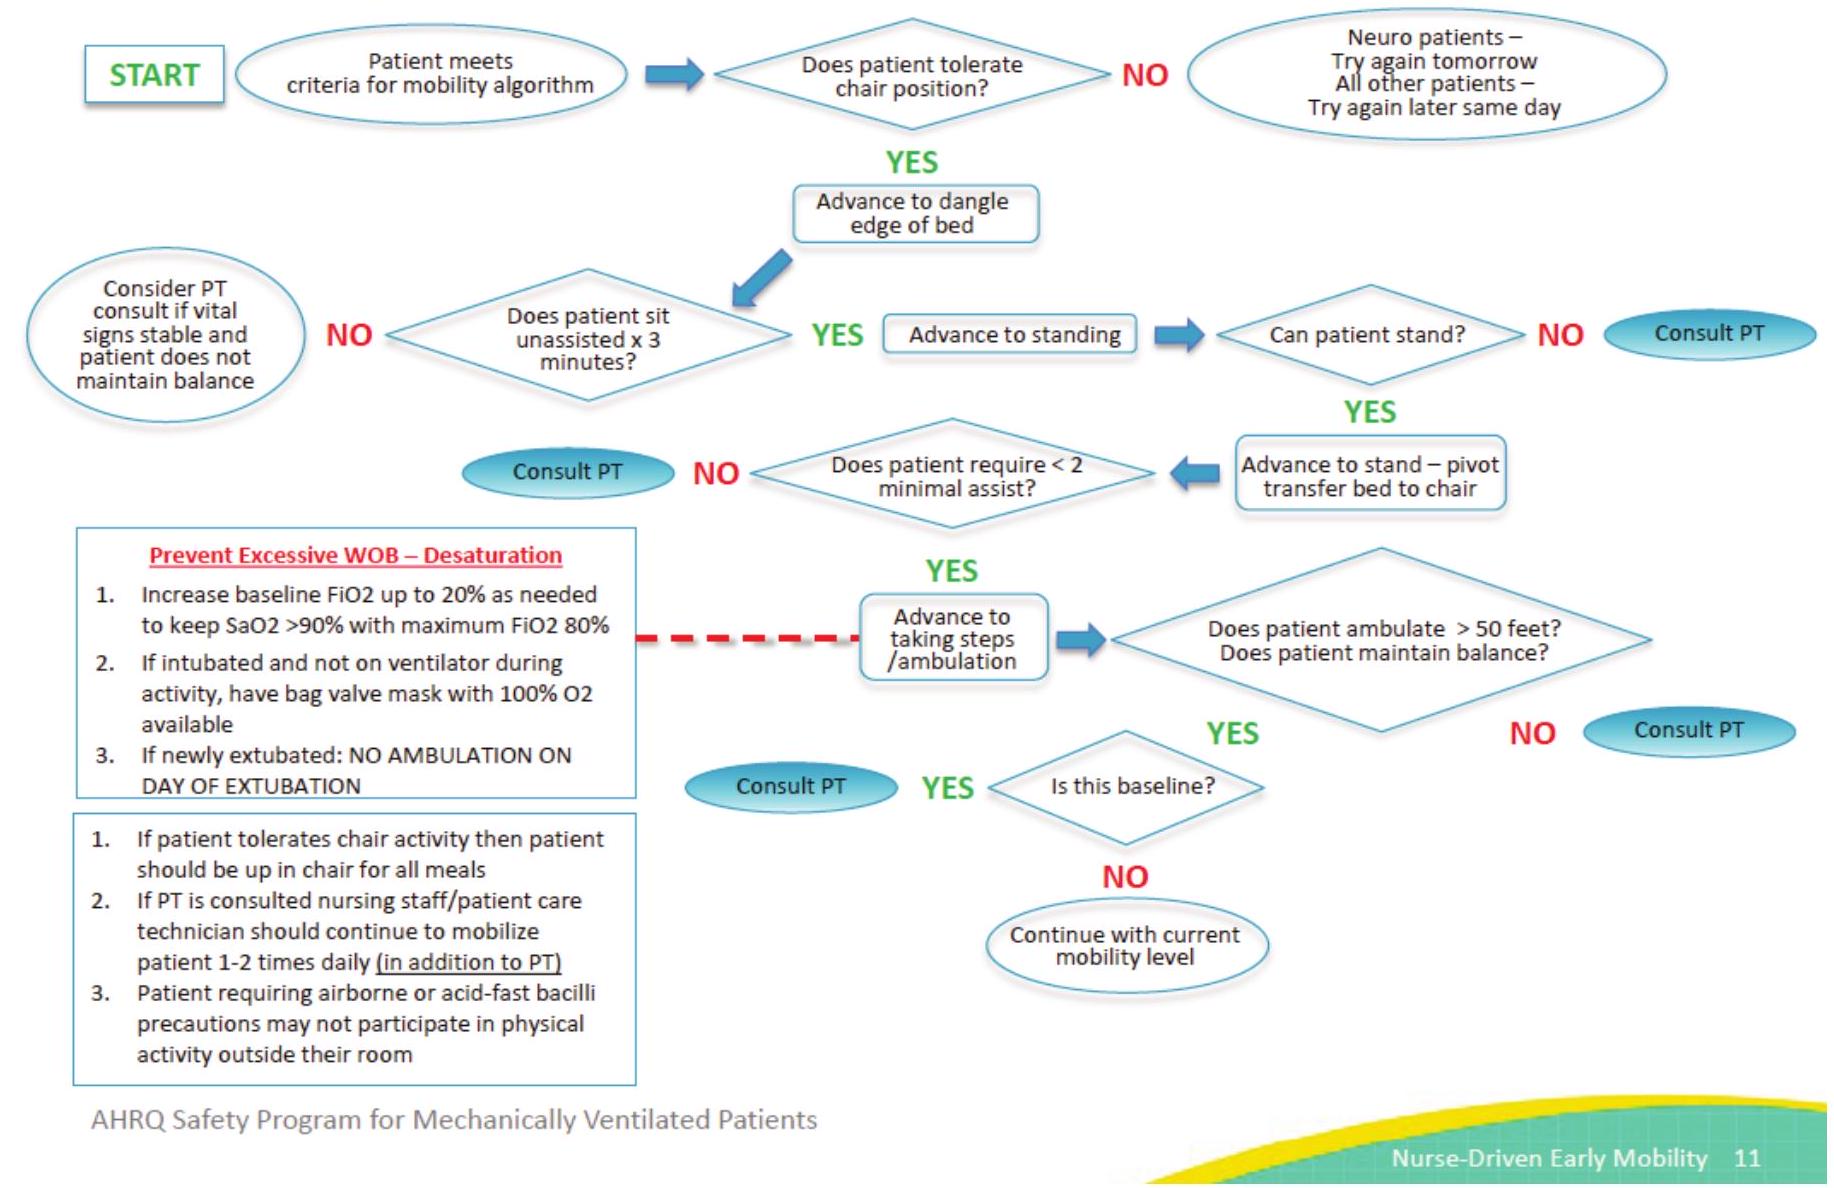 START
Patient meets
criteria for mobility algorithm
Does patient tolerate
chair position?
NO
Neuro patients –
Try again tomorrow
All other patients –
Try again later same day
YES
Advance to dangle
edge of bed
Consider PT
consult if vital
signs stable and
patient does not
maintain balance
NO
Does patient sit
unassisted x 3
minutes?
YES
Advance to standing
Can patient stand?
NO
Consult PT
YES
Advance to stand – pivot
transfer bed to chair
Does patient require < 2
minimal assist?
NO
Consult PT
YES
Advance to
taking steps
/ambulation
Does patient ambulate > 50 feet?
Does patient maintain balance?
NO
Consult PT
YES
Is this baseline?
YES
Consult PT
NO
Continue with current
mobility level
Prevent Excessive WOB – Desaturation
1. Increase baseline FiO2 up to 20% as needed
to keep SaO2 >90% with maximum FiO2 80%
2. If intubated and not on ventilator during
activity, have bag valve mask with 100% O2
available
3. If newly extubated: NO AMBULATION ON
DAY OF EXTUBATION
1. If patient tolerates chair activity then patient
should be up in chair for all meals
2. If PT is consulted nursing staff/patient care
technician should continue to mobilize
patient 1-2 times daily (in addition to PT)
3. Patient requiring airborne or acid-fast bacilli
precautions may not participate in physical
activity outside their room
AHRQ Safety Program for Mechanically Ventilated Patients
Nurse-Driven Early Mobility 11